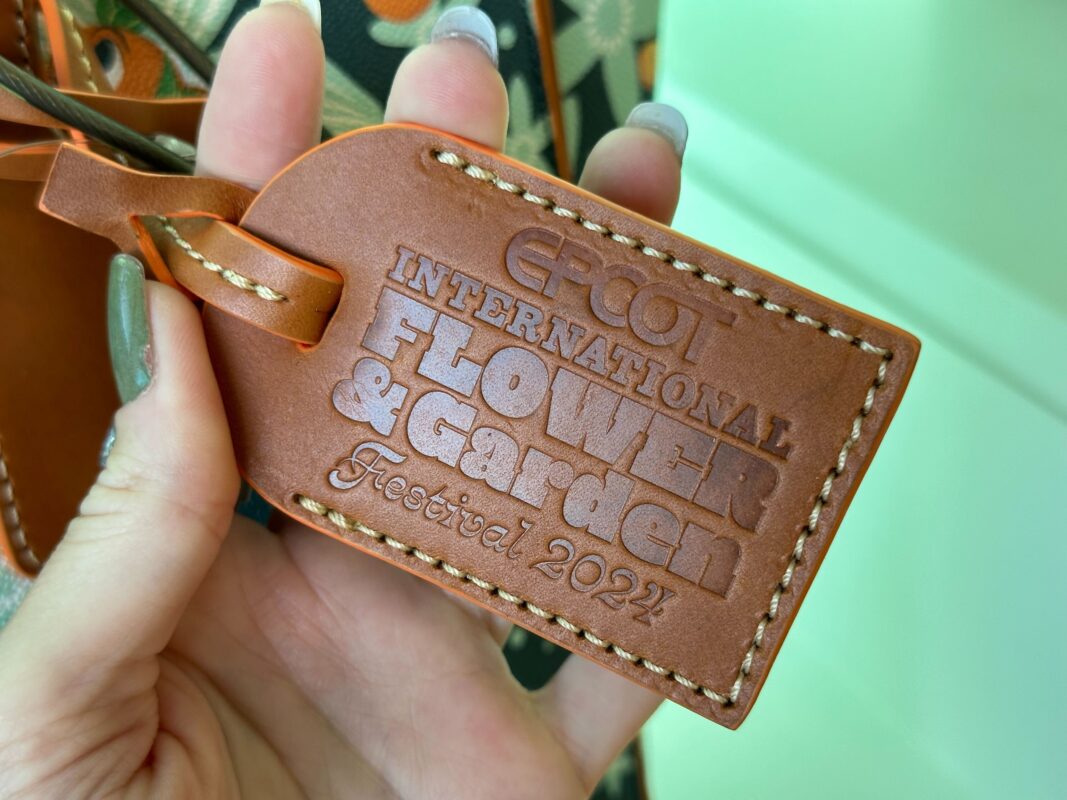 EPCOT
INTERNATIONAL
FLOWER
& Garden
Festival 2024